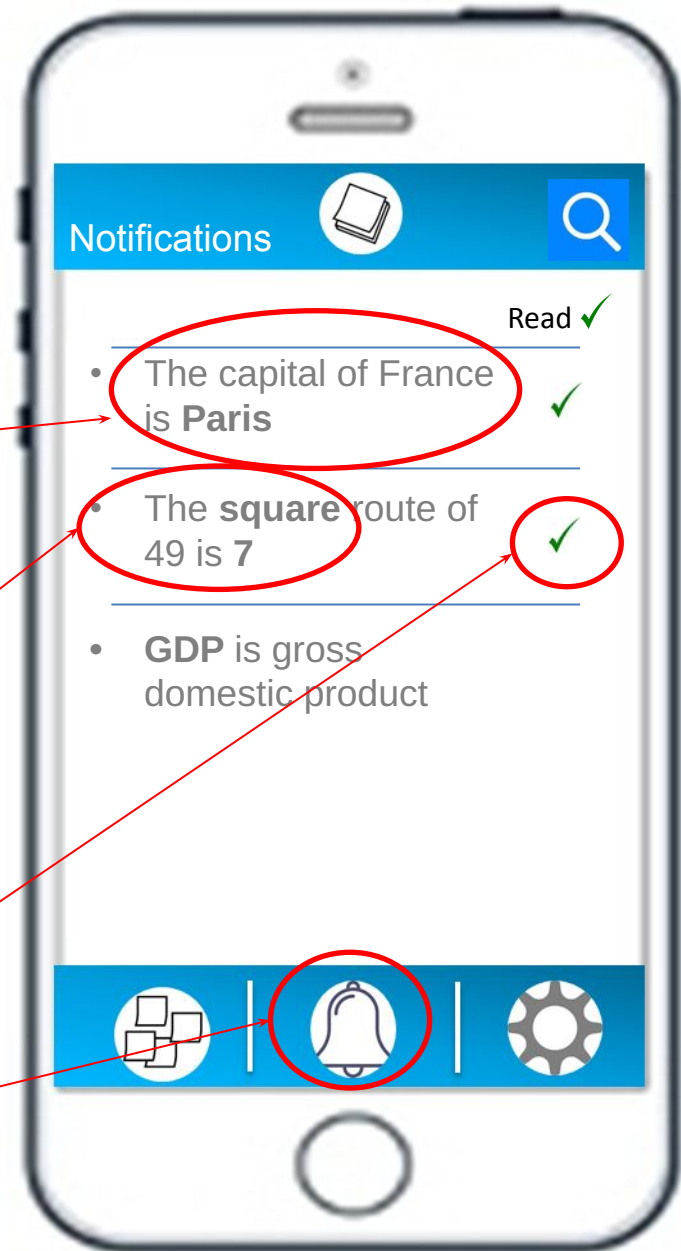 Notifications
Read ✓
• The capital of France
is Paris
• The square route of
49 is 7
• GDP is gross
domestic product